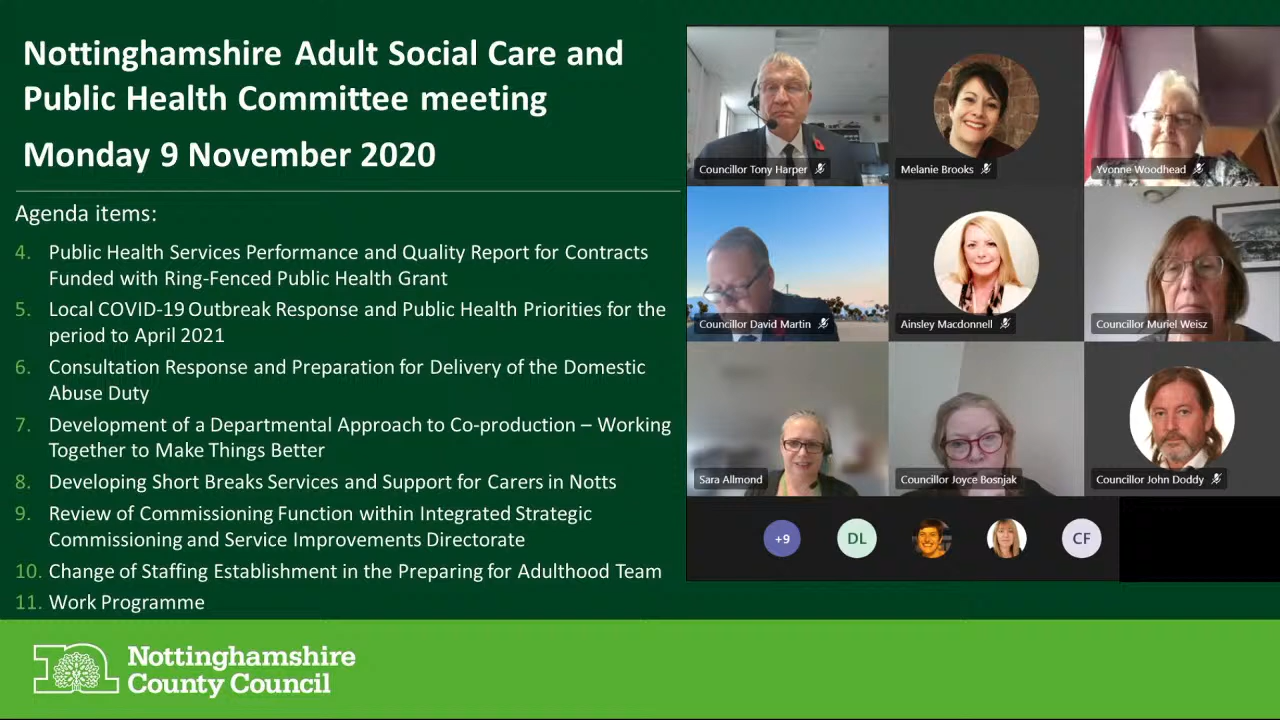 Nottinghamshire Adult Social Care and
Public Health Committee meeting
Monday 9 November 2020
Agenda items:
4. Public Health Services Performance and Quality Report for Contracts
Funded with Ring-Fenced Public Health Grant
5. Local COVID-19 Outbreak Response and Public Health Priorities for the
period to April 2021
6. Consultation Response and Preparation for Delivery of the Domestic
Abuse Duty
7. Development of a Departmental Approach to Co-production – Working
Together to Make Things Better
8. Developing Short Breaks Services and Support for Carers in Notts
9. Review of Commissioning Function within Integrated Strategic
Commissioning and Service Improvements Directorate
10. Change of Staffing Establishment in the Preparing for Adulthood Team
11. Work Programme
Councillor Tony Harper
Melanie Brooks
Yvonne Woodhead
Councillor David Martin
Ainsley Macdonnell
Councillor Muriel Weisz
Sara Allmond
Councillor Joyce Bosnjak
Councillor John Doddy
+9
DL
CF
Nottinghamshire
County Council